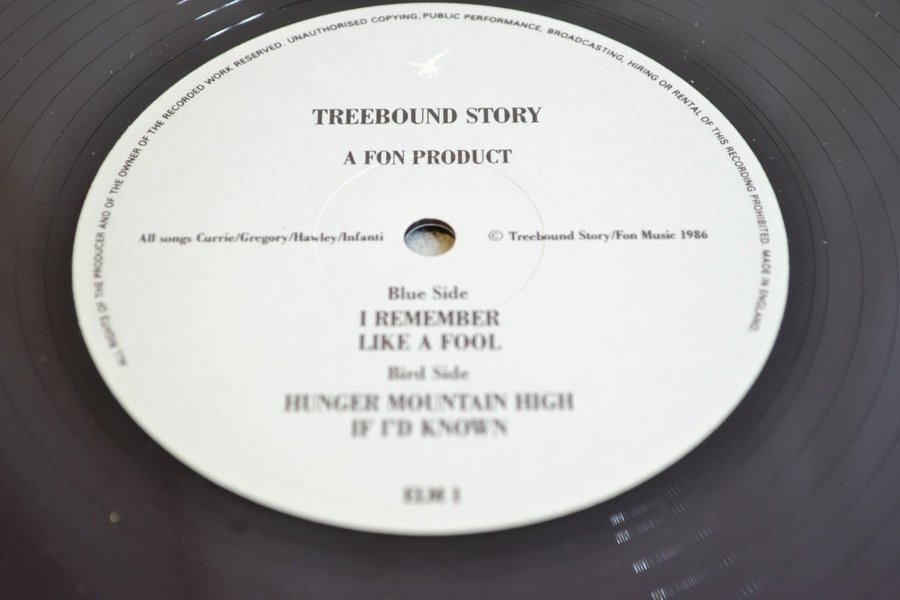 ALL RIGHTS OF THE PRODUCER AND OF THE OWNER OF THE RECORDED WORK RESERVED. UNAUTHORISED COPYING, PUBLIC PERFORMANCE, BROADCASTING, HIRING OR RENTAL OF THIS RECORDING PROHIBITED. MADE IN ENGLAND.
TREEBOUND STORY
A FON PRODUCT
All songs Currie/Gregory/Hawley/Infanti
© Treebound Story/Fon Music 1986
Blue Side
I REMEMBER
LIKE A FOOL
Bird Side
HUNGER MOUNTAIN HIGH
IF I'D KNOWN
ELM 1